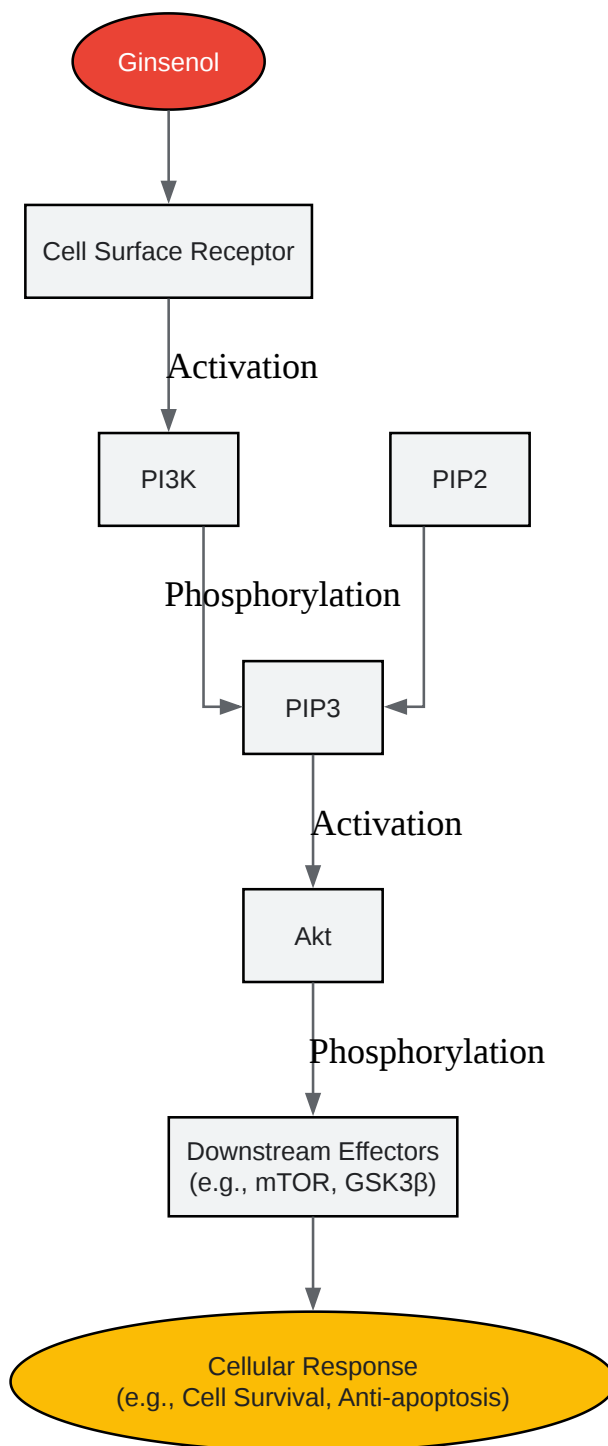 Ginsenol
Cell Surface Receptor
Activation
PI3K
PIP2
Phosphorylation
PIP3
Activation
Akt
Phosphorylation
Downstream Effectors
(e.g., mTOR, GSK3β)
Cellular Response
(e.g., Cell Survival, Anti-apoptosis)